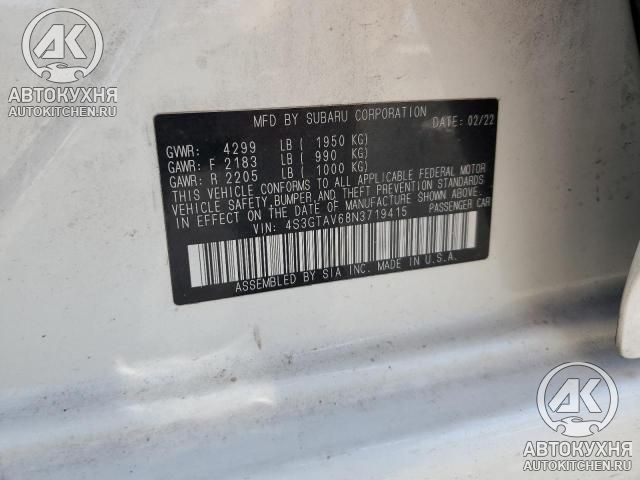 AK
АВТОКУХНЯ
AUTOKITCHEN.RU
MFD BY SUBARU CORPORATION
DATE: 02/22
GVWR: 4299 LB ( 1950 KG)
GAWR: F 2183 LB ( 990 KG)
GAWR: R 2205 LB ( 1000 KG)
THIS VEHICLE CONFORMS TO ALL APPLICABLE FEDERAL MOTOR
VEHICLE SAFETY,BUMPER,AND THEFT PREVENTION STANDARDS
IN EFFECT ON THE DATE OF MANUFACTURE SHOWN ABOVE.
VIN: 4S3GTAV68N3719415 PASSENGER CAR
ASSEMBLED BY SIA INC. MADE IN U.S.A.
AK
АВТОКУХНЯ
AUTOKITCHEN.RU